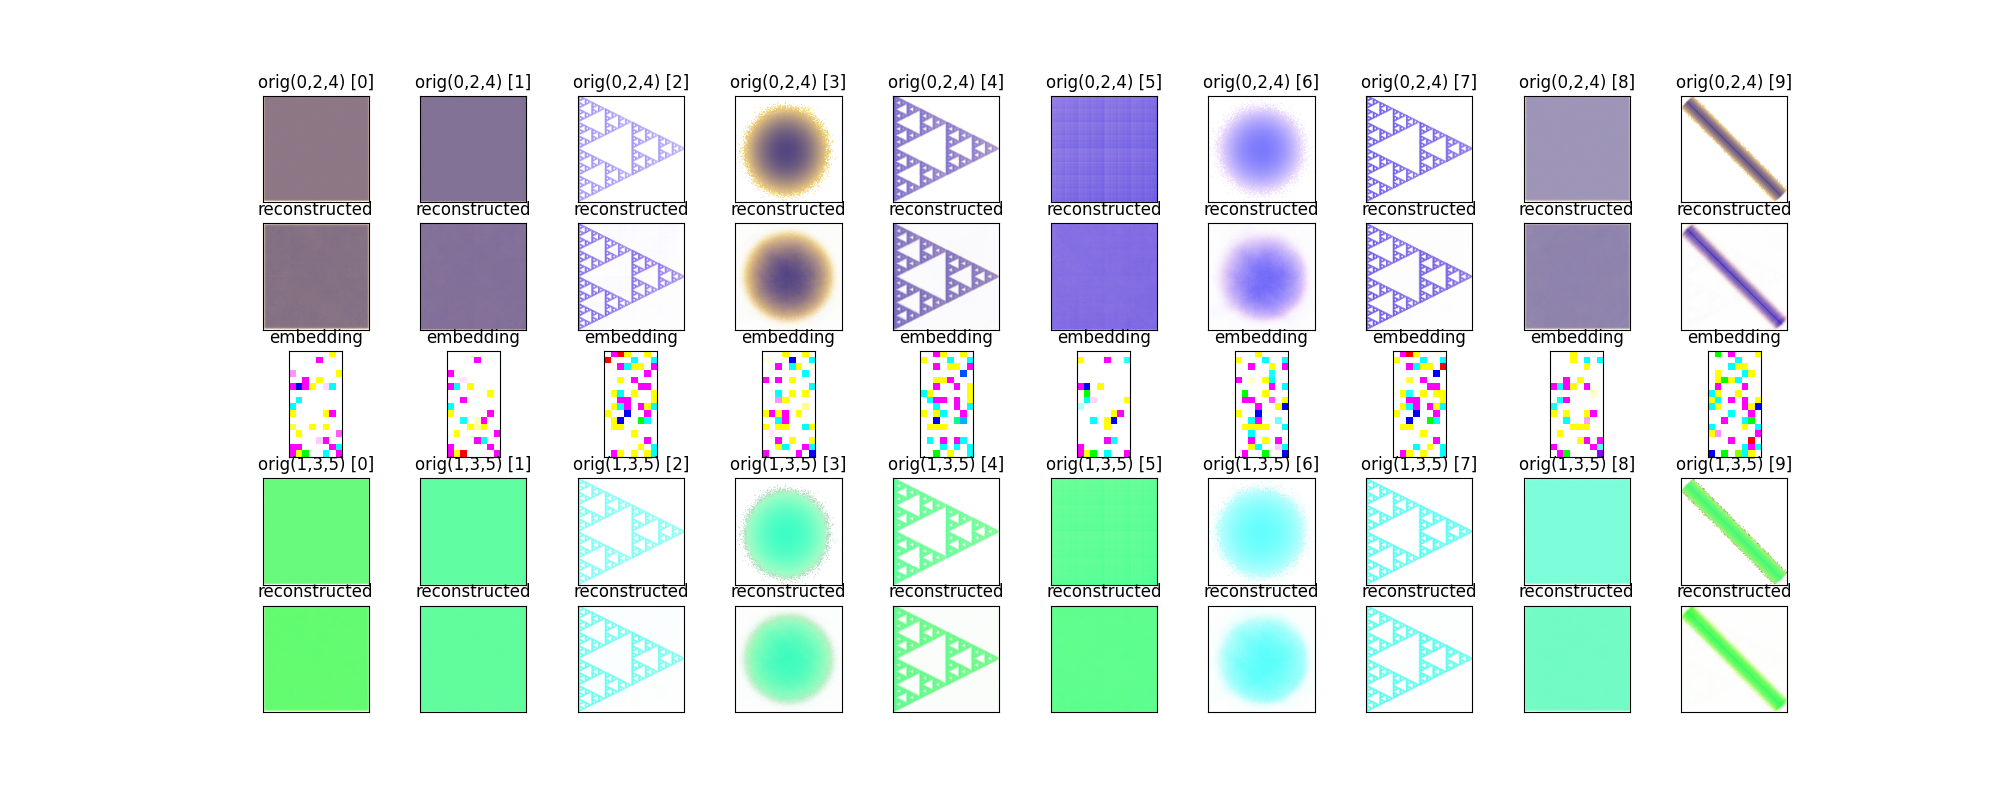 orig(0,2,4) [0] orig(0,2,4) [1] orig(0,2,4) [2] orig(0,2,4) [3] orig(0,2,4) [4] orig(0,2,4) [5] orig(0,2,4) [6] orig(0,2,4) [7] orig(0,2,4) [8] orig(0,2,4) [9]
reconstructed reconstructed reconstructed reconstructed reconstructed reconstructed reconstructed reconstructed reconstructed reconstructed
embedding embedding embedding embedding embedding embedding embedding embedding embedding embedding
orig(1,3,5) [0] orig(1,3,5) [1] orig(1,3,5) [2] orig(1,3,5) [3] orig(1,3,5) [4] orig(1,3,5) [5] orig(1,3,5) [6] orig(1,3,5) [7] orig(1,3,5) [8] orig(1,3,5) [9]
reconstructed reconstructed reconstructed reconstructed reconstructed reconstructed reconstructed reconstructed reconstructed reconstructed